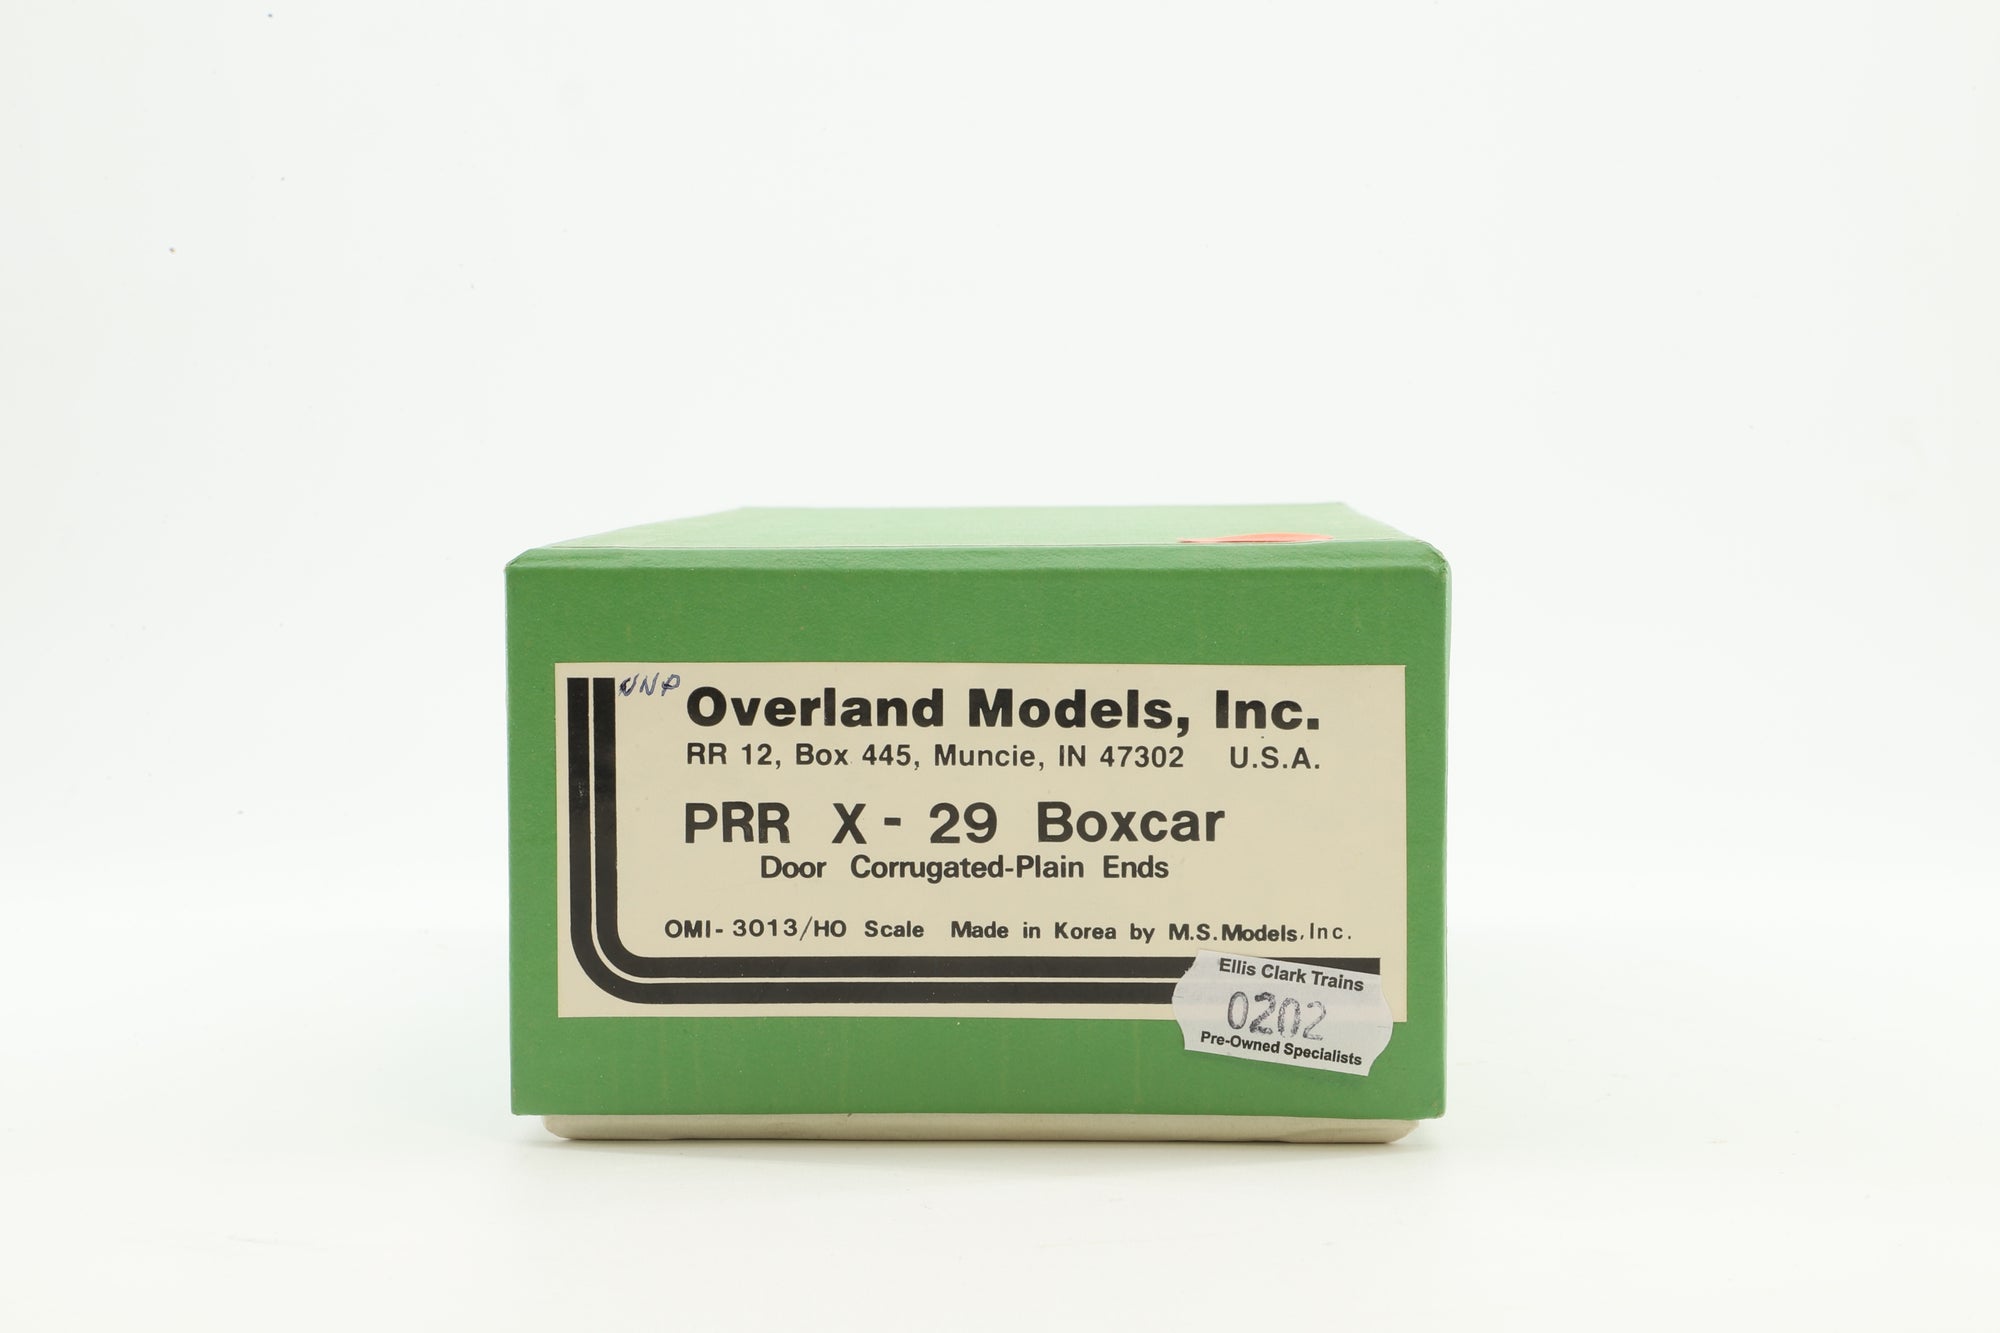 NNP
Overland Models, Inc.
RR 12, Box 445, Muncie, IN 47302 U.S.A.
PRR X - 29 Boxcar
Door Corrugated-Plain Ends
OMI- 3013/HO Scale Made in Korea by M.S.Models,Inc.
Ellis Clark Trains
0202
Pre-Owned Specialists